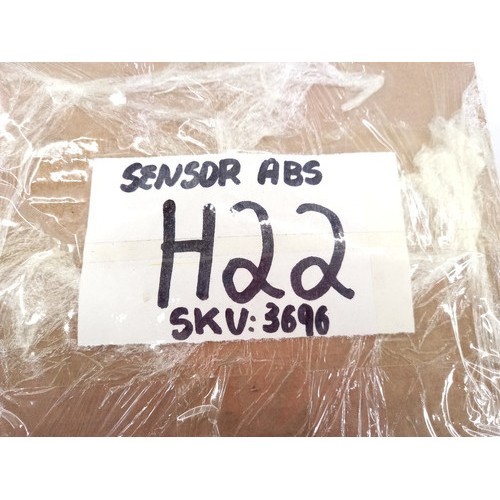 SENSOR ABS
H22
SKU: 3696